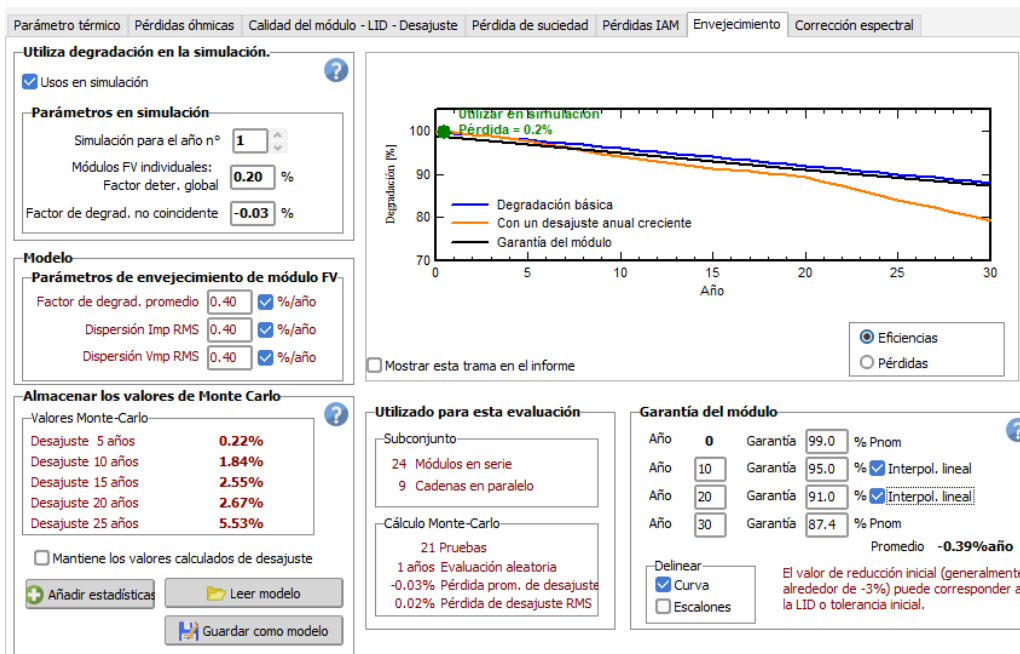 Parámetro térmico Pérdidas óhmicas Calidad del módulo - LID - Desajuste Pérdida de suciedad Pérdidas IAM Envejecimiento Corrección espectral
Utiliza degradación en la simulación.
?
Usos en simulación
Parámetros en simulación
Simulación para el año n° 1
Módulos FV individuales:
Factor deter. global 0.20 %
Factor de degrad. no coincidente -0.03 %
Modelo
Parámetros de envejecimiento de módulo FV
Factor de degrad. promedio 0.40 %/año
Dispersión Imp RMS 0.40 %/año
Dispersión Vmp RMS 0.40 %/año
Utilizar en simulación
Pérdida = 0.2%
Degradación [%]
100
90
80
70
Degradación básica
Con un desajuste anual creciente
Garantía del módulo
0 5 10 15 20 25 30
Año
Mostrar esta trama en el informe
Eficiencias
Pérdidas
Almacenar los valores de Monte Carlo
?
Valores Monte-Carlo
Desajuste 5 años 0.22%
Desajuste 10 años 1.84%
Desajuste 15 años 2.55%
Desajuste 20 años 2.67%
Desajuste 25 años 5.53%
Mantiene los valores calculados de desajuste
Añadir estadísticas
Leer modelo
Guardar como modelo
Utilizado para esta evaluación
Subconjunto
24 Módulos en serie
9 Cadenas en paralelo
Cálculo Monte-Carlo
21 Pruebas
1 años Evaluación aleatoria
-0.03% Pérdida prom. de desajuste
0.02% Pérdida de desajuste RMS
Garantía del módulo
?
Año 0 Garantía 99.0 % Pnom
Año 10 Garantía 95.0 % Interpol. lineal
Año 20 Garantía 91.0 % Interpol. lineal
Año 30 Garantía 87.4 % Pnom
Promedio -0.39%año
Delinear
Curva
Escalones
El valor de reducción inicial (generalmente
alrededor de -3%) puede corresponder a
la LID o tolerancia inicial.